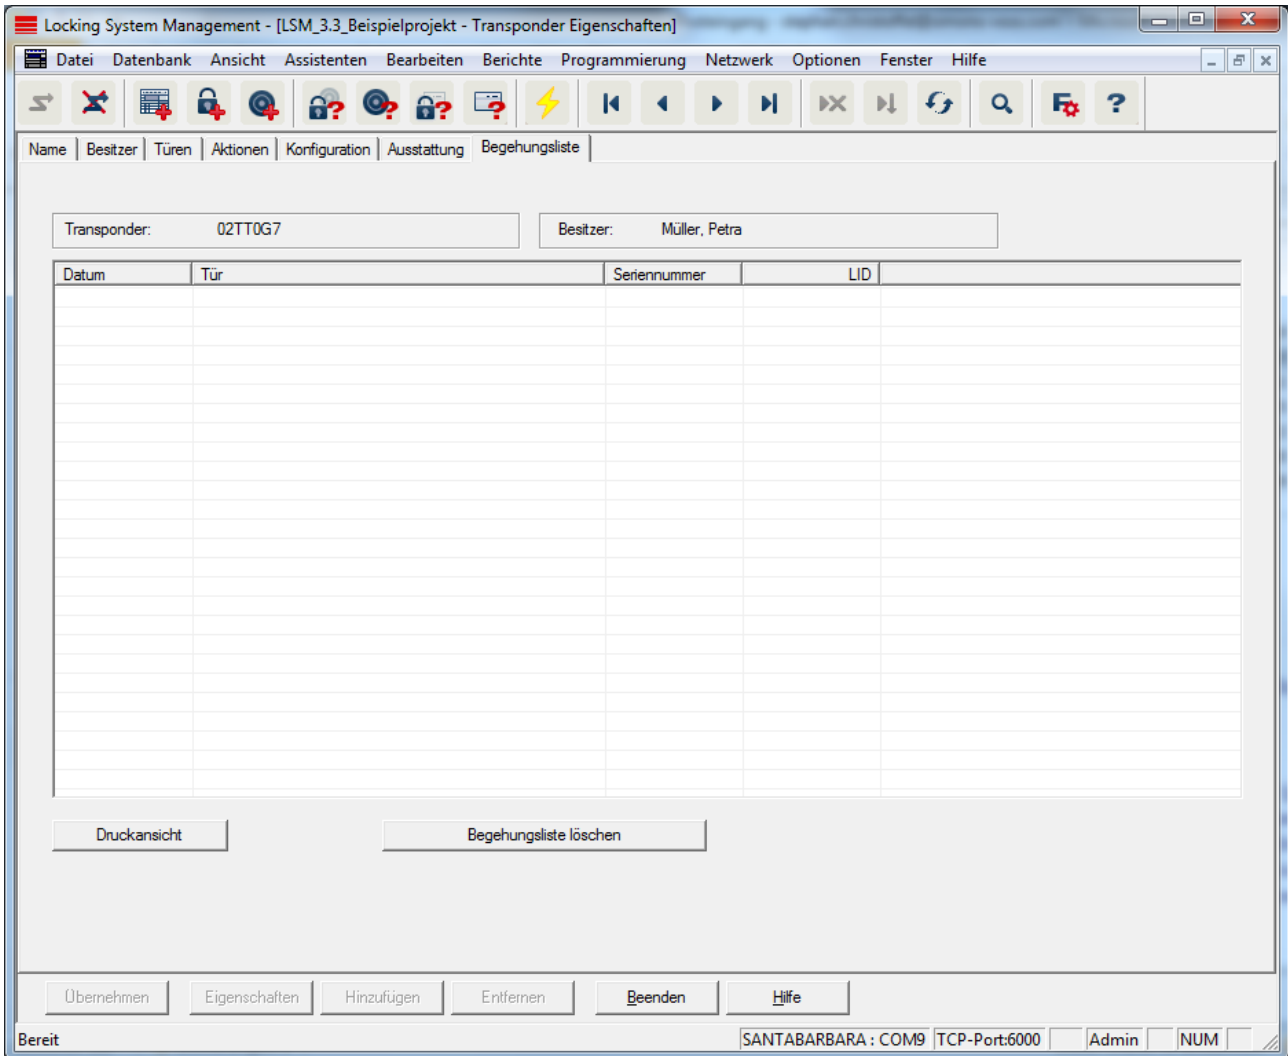 Locking System Management - [LSM_3.3_Beispielprojekt - Transponder Eigenschaften]
Datei Datenbank Ansicht Assistenten Bearbeiten Berichte Programmierung Netzwerk Optionen Fenster Hilfe
Name Besitzer Türen Aktionen Konfiguration Ausstattung Begehungsliste
Transponder: 02TT0G7 Besitzer: Müller, Petra
Datum Tür Seriennummer LID
Druckansicht Begehungsliste löschen
Übernehmen Eigenschaften Hinzufügen Entfernen Beenden Hilfe
Bereit SANTABARBARA : COM9 TCP-Port:6000 Admin NUM